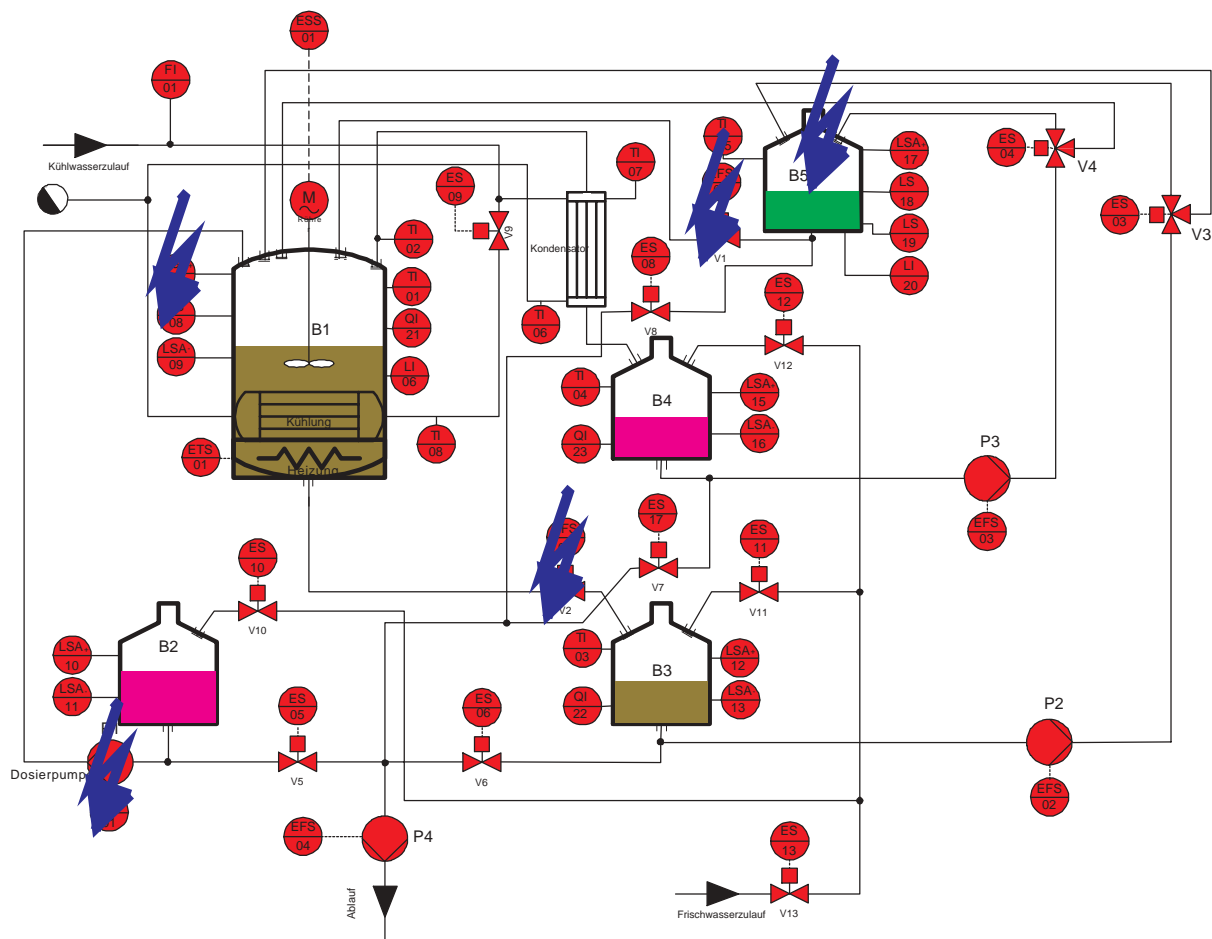 ESS
01
FI
01
Kühlwasserzulauf
M
ES
09
V9
TI
02
TI
01
QI
21
LI
06
TI
08
B1
08
LSA-
09
Kühlung
Heizung
ETS
01
Kondensator
TI
07
TI
06
V1
ES
08
V8
B5
LSA+
17
LS
18
LS
19
LI
20
ES
04
V4
ES
03
V3
ES
12
V12
TI
04
QI
23
B4
LSA+
15
LSA-
16
P3
EFS
03
V2
ES
17
V7
ES
11
V11
ES
10
V10
B2
LSA+
10
LSA-
11
TI
03
QI
22
B3
LSA+
12
LSA-
13
Dosierpump
ES
05
V5
ES
06
V6
P2
EFS
02
EFS
04
P4
Ablauf
Frischwasserzulauf
ES
13
V13